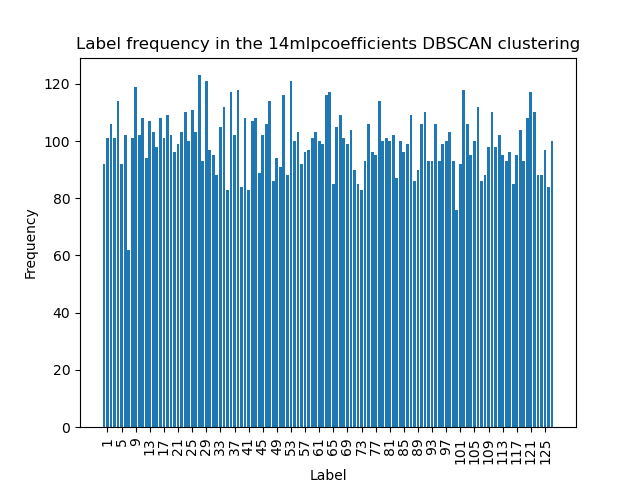 Label frequency in the 14mlpcoefficients DBSCAN clustering
120
100
80
60
40
20
0
Frequency
1 5 9 13 17 21 25 29 33 37 41 45 49 53 57 61 65 69 73 77 81 85 89 93 97 101 105 109 113 117 121 125
Label